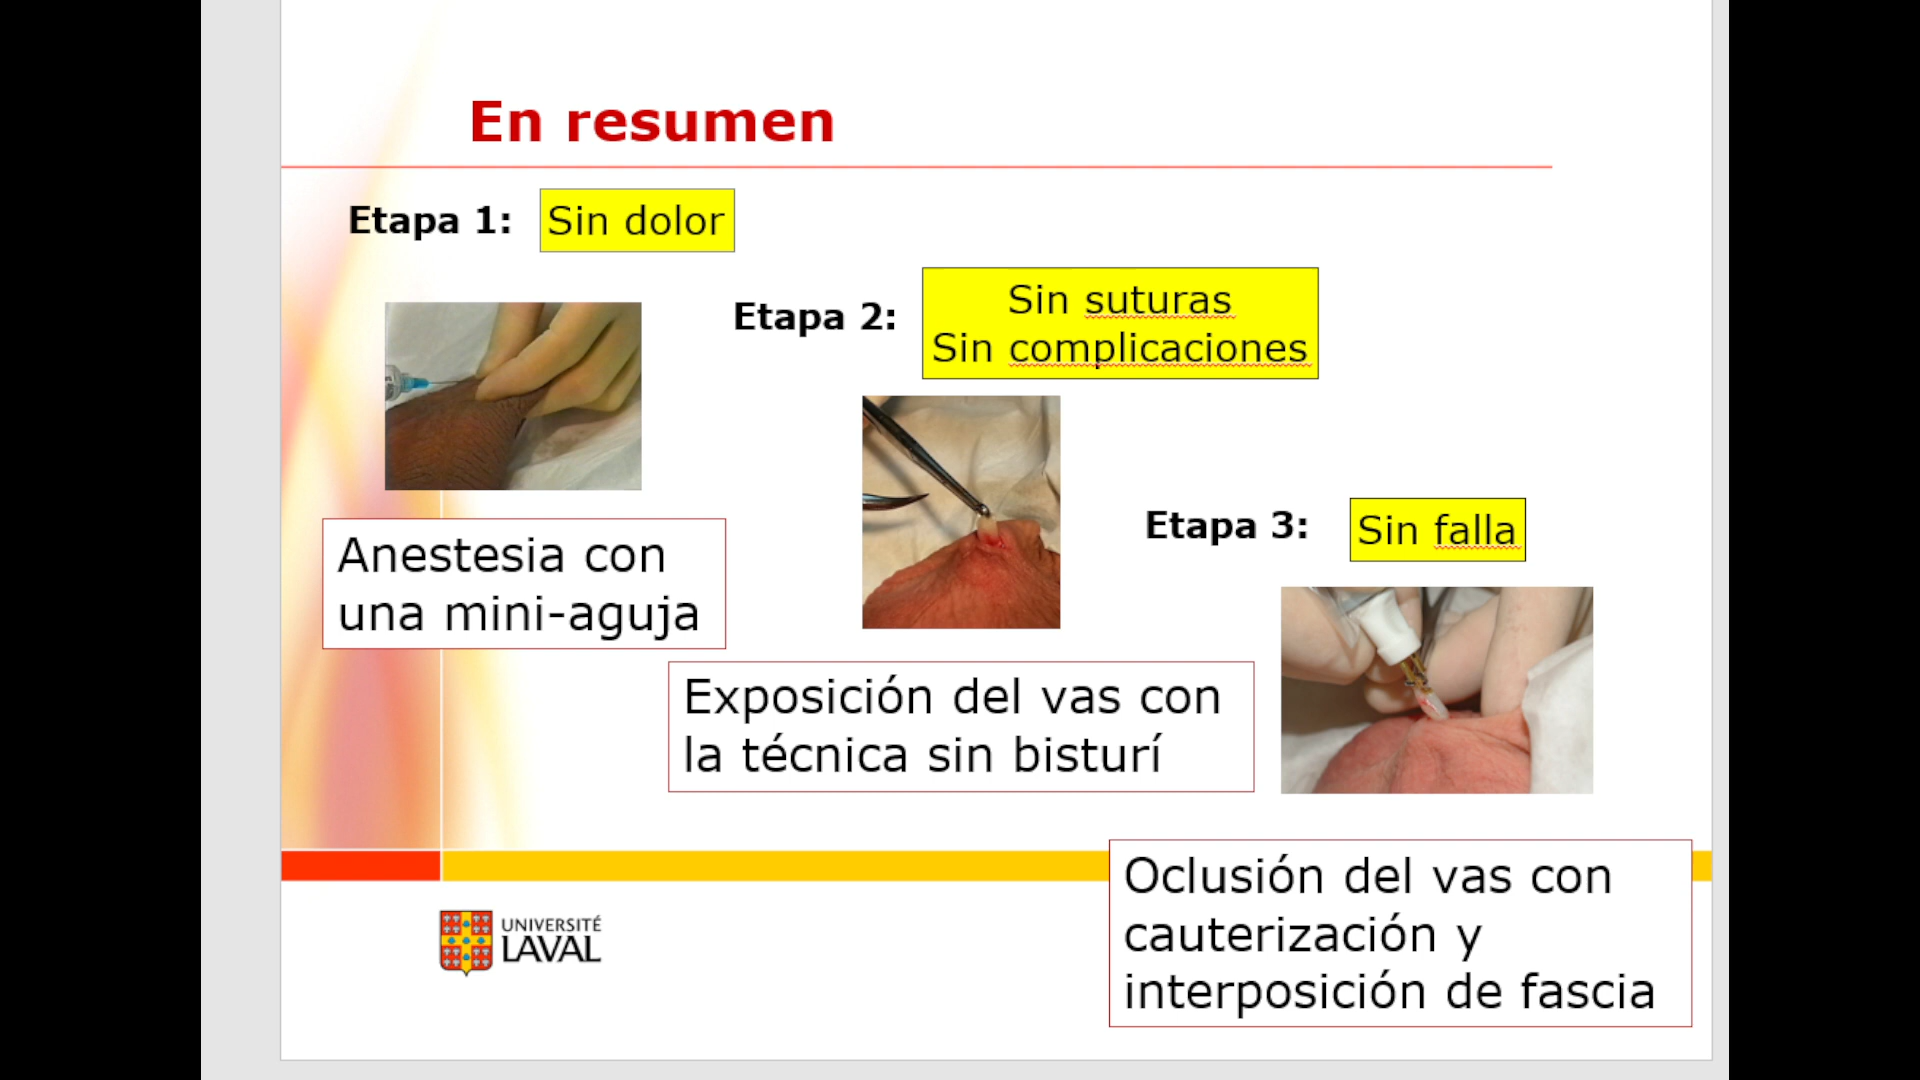 En resumen
Etapa 1:
Sin dolor
Anestesia con
una mini-aguja
Etapa 2:
Sin suturas
Sin complicaciones
Exposición del vas con
la técnica sin bisturí
Etapa 3:
Sin falla
Oclusión del vas con
cauterización y
interposición de fascia
UNIVERSITÉ
LAVAL